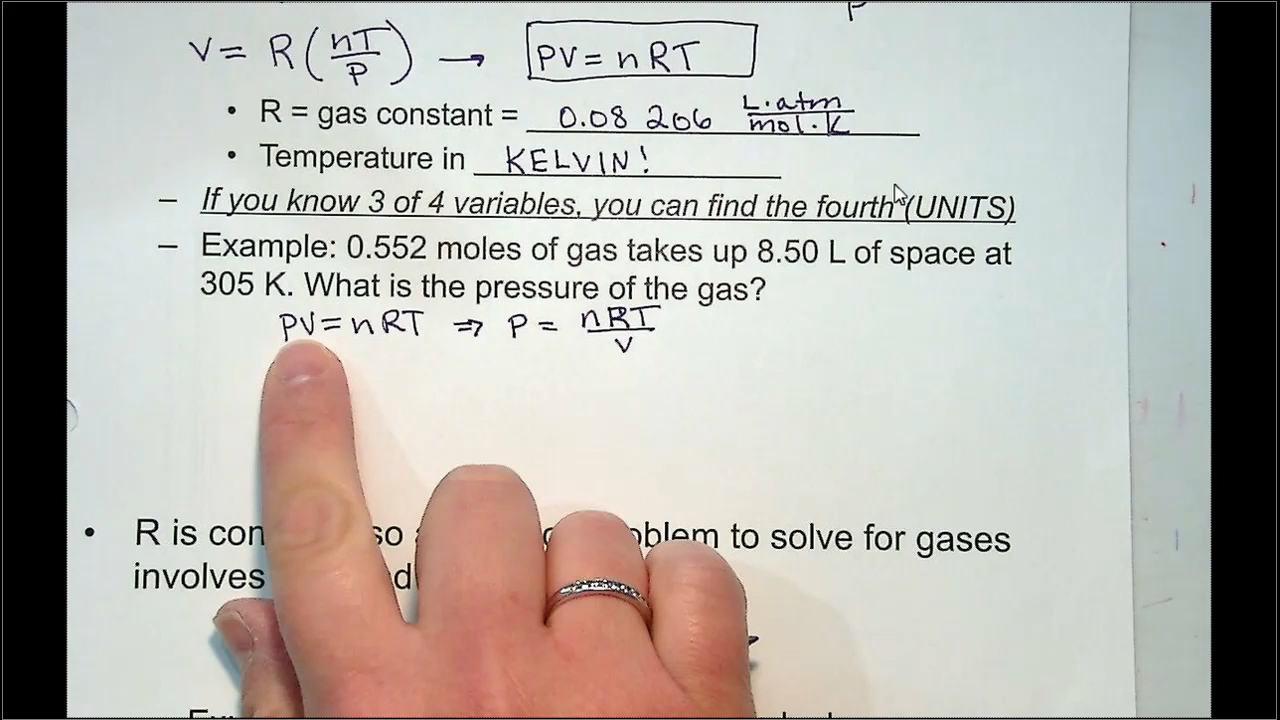 P
V = R(nT/P) → PV = nRT
• R = gas constant = 0.08 206 L·atm/mol·K
• Temperature in KELVIN!
– If you know 3 of 4 variables, you can find the fourth (UNITS)
– Example: 0.552 moles of gas takes up 8.50 L of space at
305 K. What is the pressure of the gas?
PV = nRT ⇒ P = nRT/V
• R is so to solve for gases
involves